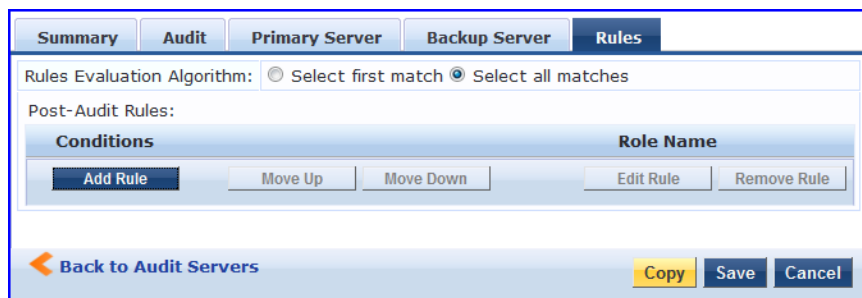 Summary Audit Primary Server Backup Server Rules
Rules Evaluation Algorithm: Select first match Select all matches
Post-Audit Rules:
Conditions Role Name
Add Rule Move Up Move Down Edit Rule Remove Rule
Back to Audit Servers Copy Save Cancel